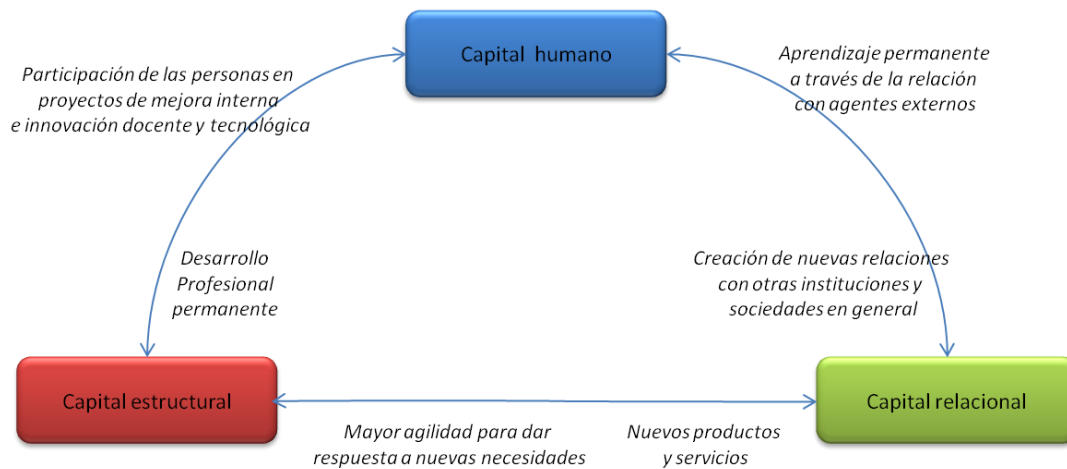 Capital humano
Participación de las personas en
proyectos de mejora interna
e innovación docente y tecnológica
Aprendizaje permanente
a través de la relación
con agentes externos
Desarrollo
Profesional
permanente
Creación de nuevas relaciones
con otras instituciones y
sociedades en general
Capital estructural
Capital relacional
Mayor agilidad para dar
respuesta a nuevas necesidades
Nuevos productos
y servicios